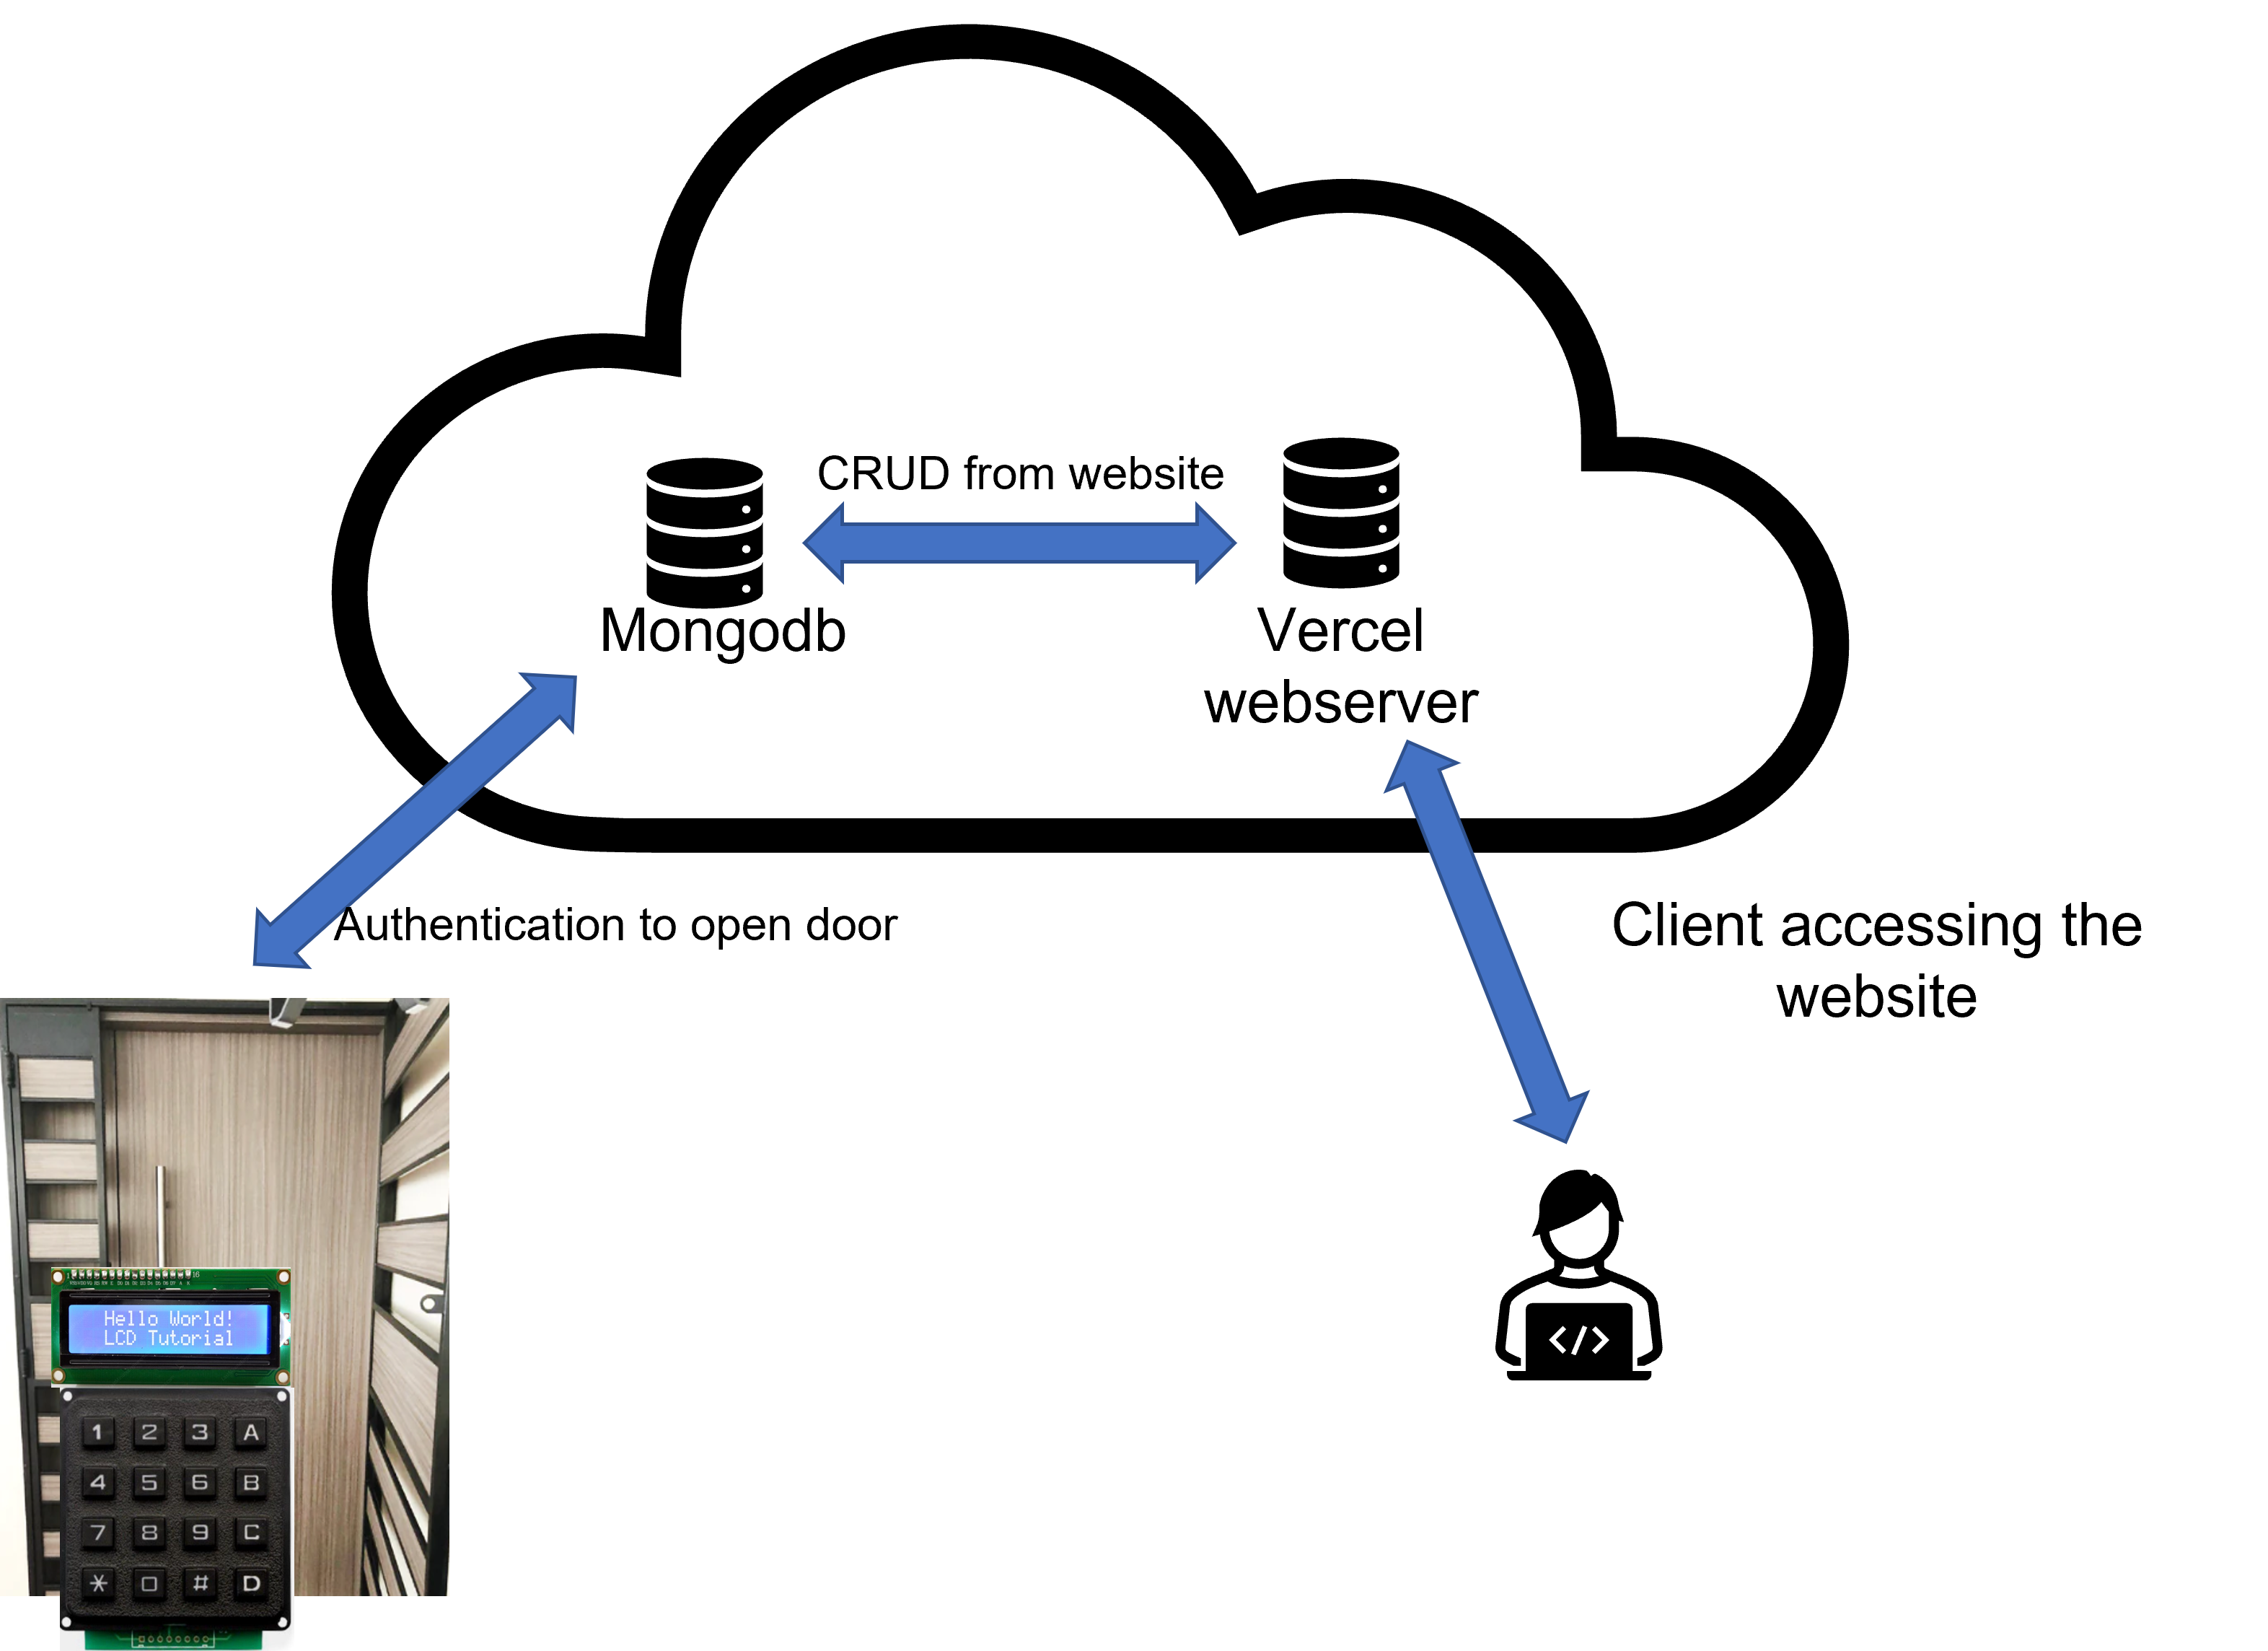 CRUD from website
Mongodb
Vercel
webserver
Authentication to open door
Client accessing the
website
Hello World!
LCD Tutorial
1 2 3 A
4 5 6 B
7 8 9 C
* 0 # D